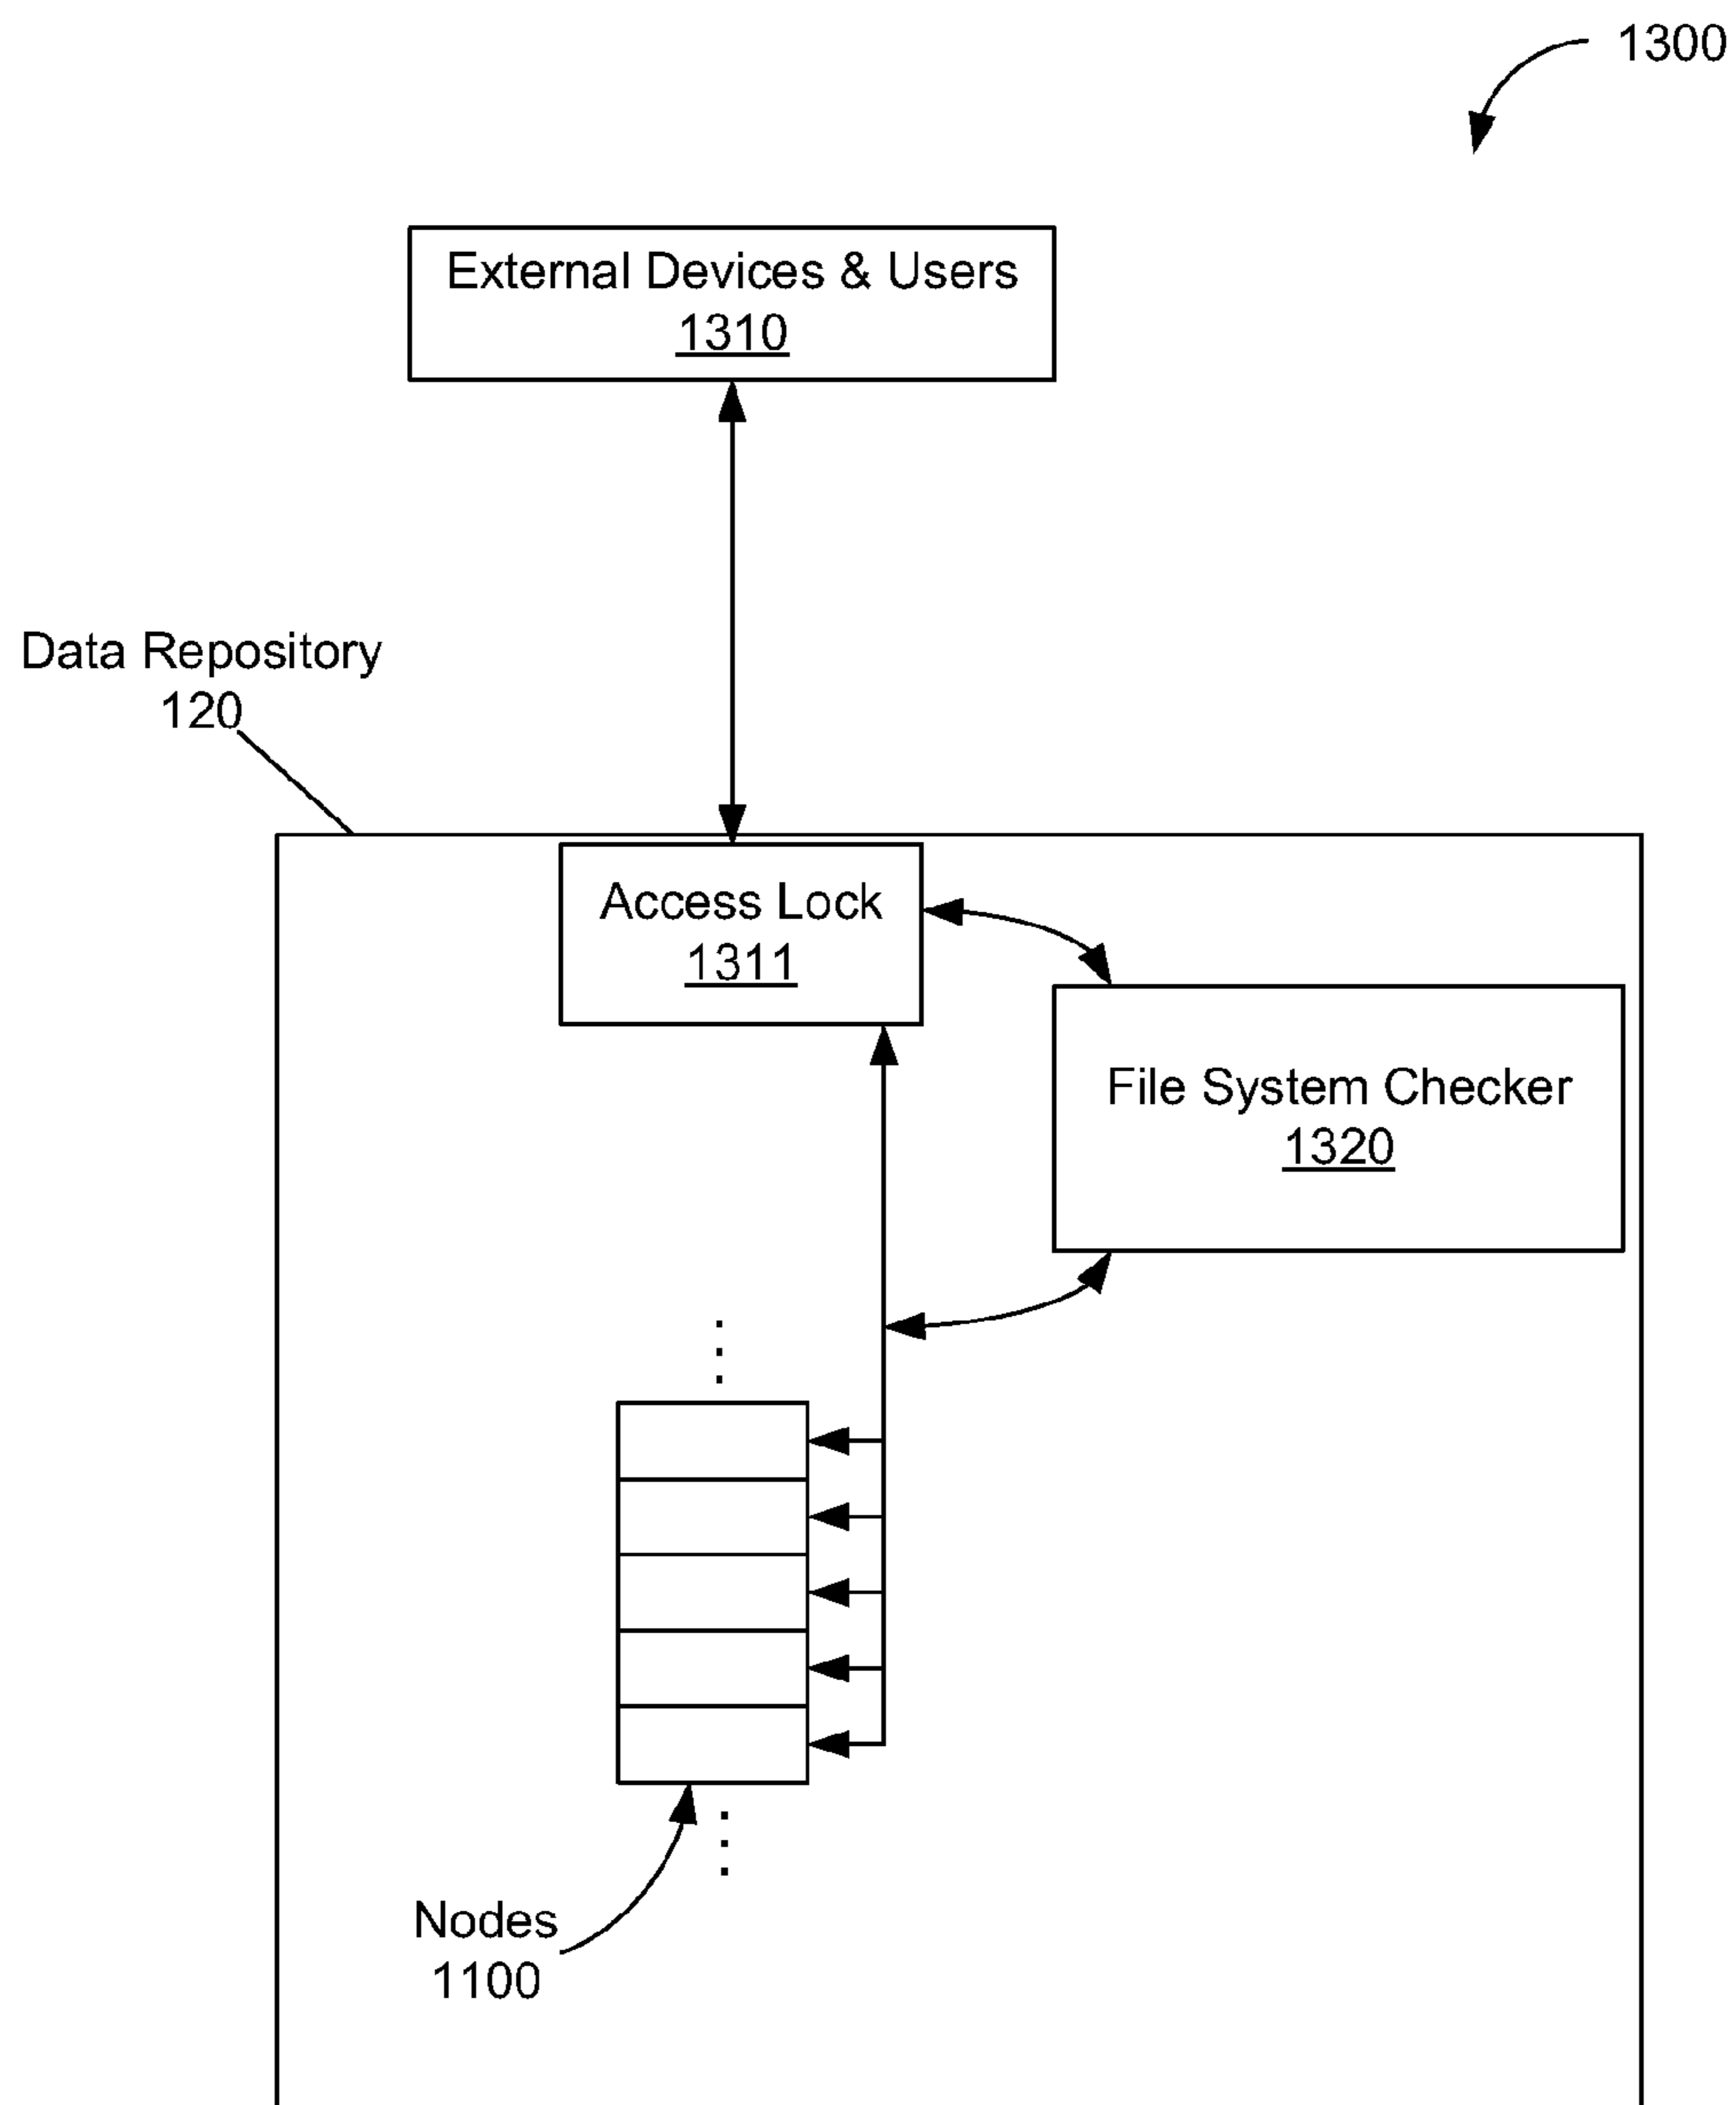 1300
External Devices & Users
1310
Data Repository
120
Access Lock
1311
File System Checker
1320
Nodes
1100